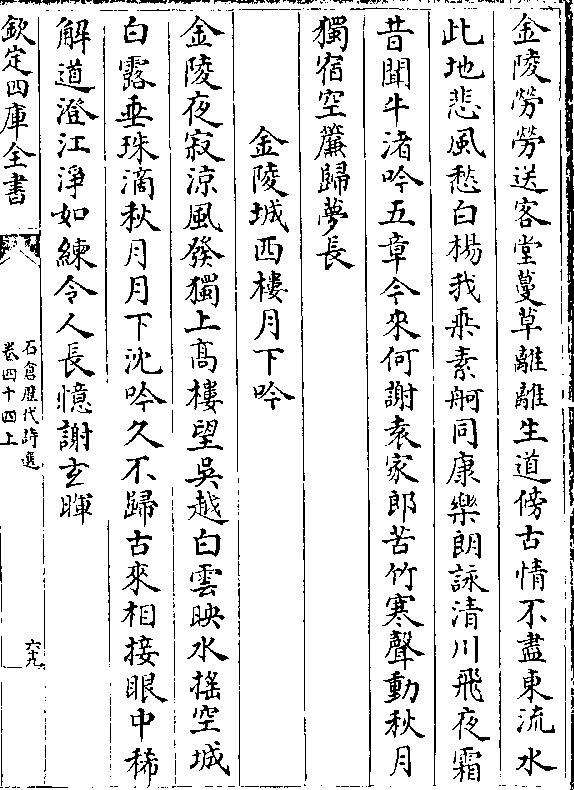 金陵勞勞送客堂蔓草離離生道傍古情不盡東流水
此地悲風愁白楊我乘素舸同康樂朗詠清川飛夜霜
昔聞牛渚吟五章今來何謝袁家郎苦竹寒聲動秋月
獨宿空簾歸夢長
金陵城西樓月下吟
金陵夜寂涼風發獨上髙樓望吳越白雲映水搖空城
白露垂珠滴秋月月下沈吟久不歸古來相接眼中稀
解道澄江淨如練令人長憶謝玄暉
欽定四庫全書
石倉歷代詩選
卷四十四上
六十九